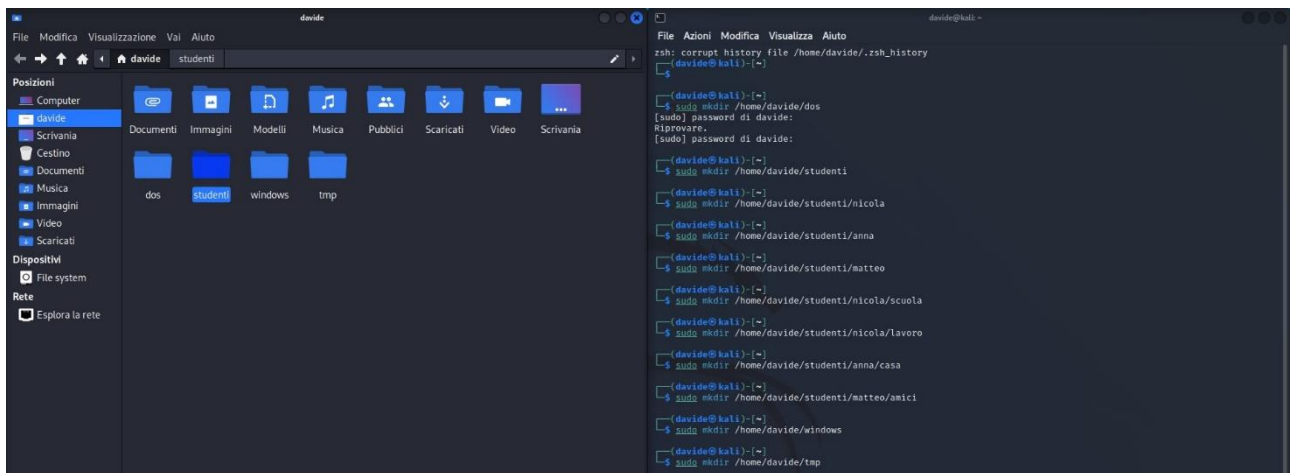 davide
File Modifica Visualizzazione Vai Aiuto
davide studenti
Posizioni
Computer
davide
Scrivania
Cestino
Documenti
Musica
Immagini
Video
Scaricati
Dispositivi
File system
Rete
Esplora la rete
Documenti Immagini Modelli Musica Pubblici Scaricati Video Scrivania
dos studenti windows tmp
davide@kali: ~
File Azioni Modifica Visualizza Aiuto
zsh: corrupt history file /home/davide/.zsh_history
(davide㉿kali)-[~]
$
(davide㉿kali)-[~]
$ sudo mkdir /home/davide/dos
[sudo] password di davide:
Riprovare.
[sudo] password di davide:
(davide㉿kali)-[~]
$ sudo mkdir /home/davide/studenti
(davide㉿kali)-[~]
$ sudo mkdir /home/davide/studenti/nicola
(davide㉿kali)-[~]
$ sudo mkdir /home/davide/studenti/anna
(davide㉿kali)-[~]
$ sudo mkdir /home/davide/studenti/matteo
(davide㉿kali)-[~]
$ sudo mkdir /home/davide/studenti/nicola/scuola
(davide㉿kali)-[~]
$ sudo mkdir /home/davide/studenti/nicola/lavoro
(davide㉿kali)-[~]
$ sudo mkdir /home/davide/studenti/anna/casa
(davide㉿kali)-[~]
$ sudo mkdir /home/davide/studenti/matteo/amici
(davide㉿kali)-[~]
$ sudo mkdir /home/davide/windows
(davide㉿kali)-[~]
$ sudo mkdir /home/davide/tmp